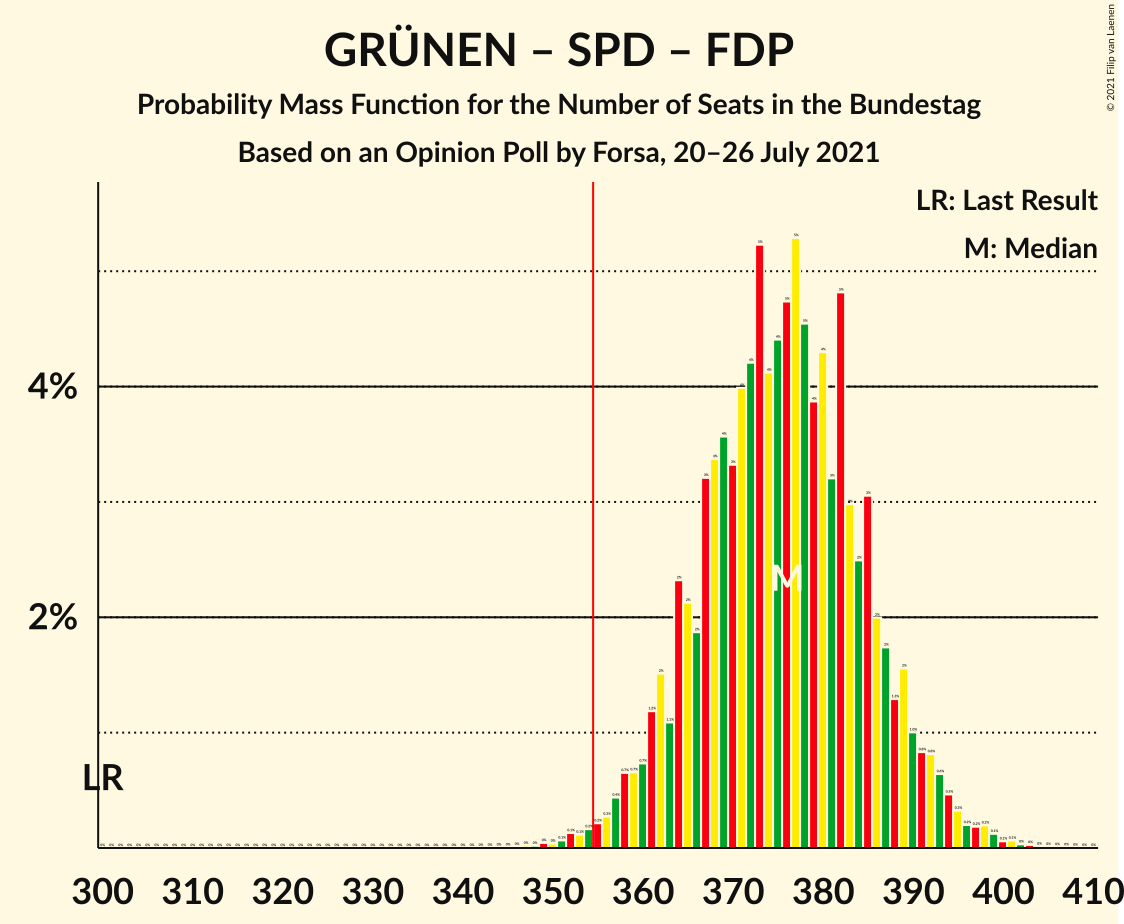 GRÜNEN – SPD – FDP
Probability Mass Function for the Number of Seats in the Bundestag
Based on an Opinion Poll by Forsa, 20–26 July 2021
© 2021 Filip van Laenen
LR: Last Result
M: Median
4%
2%
LR
M
300 310 320 330 340 350 360 370 380 390 400 410